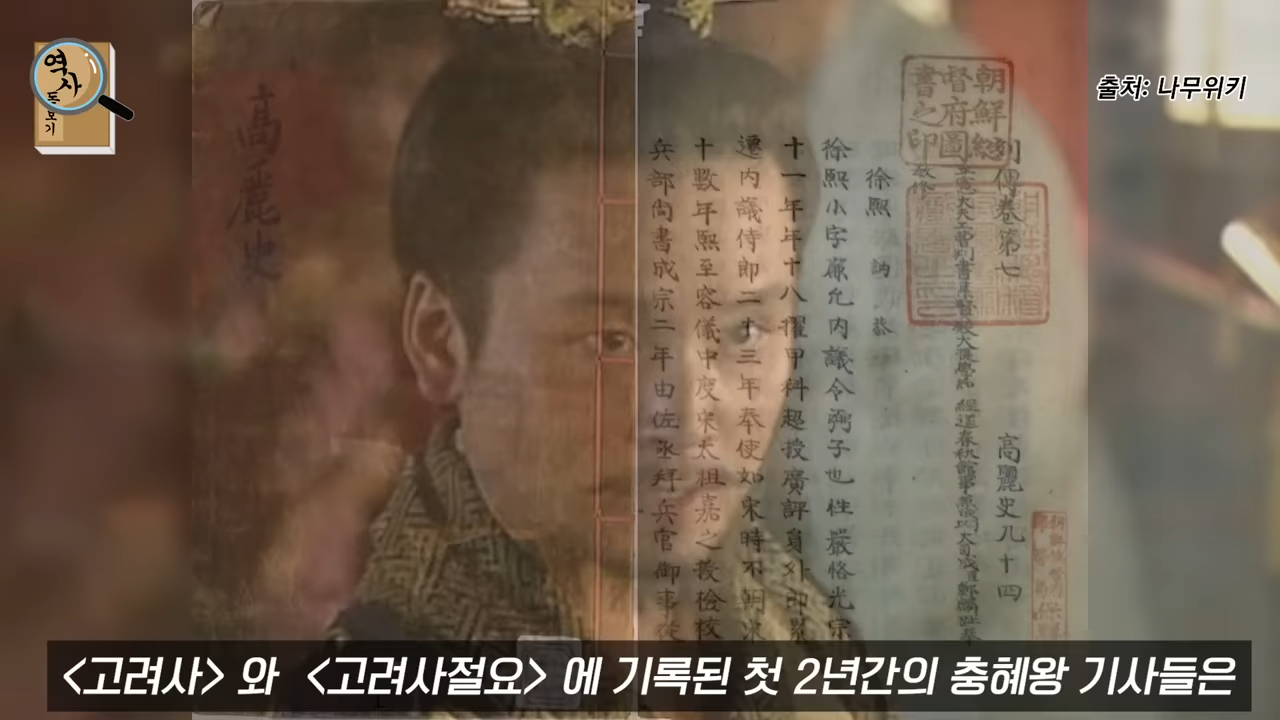 역사
돋보기
출처: 나무위키
高麗史
朝鮮總
督府圖
書之印
列傳卷第七
高麗史九十四
徐熙 訥 恭
徐熙小字廉允內議令弼子也性嚴恪光宗
十一年年十八擢甲科超授廣評員外郎累
遷內議侍郎二十三年奉使如宋時不朝宋
十數年熙至容儀中度宋太祖嘉之授檢校
兵部尙書成宗二年由佐丞拜兵官御事從
<고려사> 와 <고려사절요> 에 기록된 첫 2년간의 충혜왕 기사들은